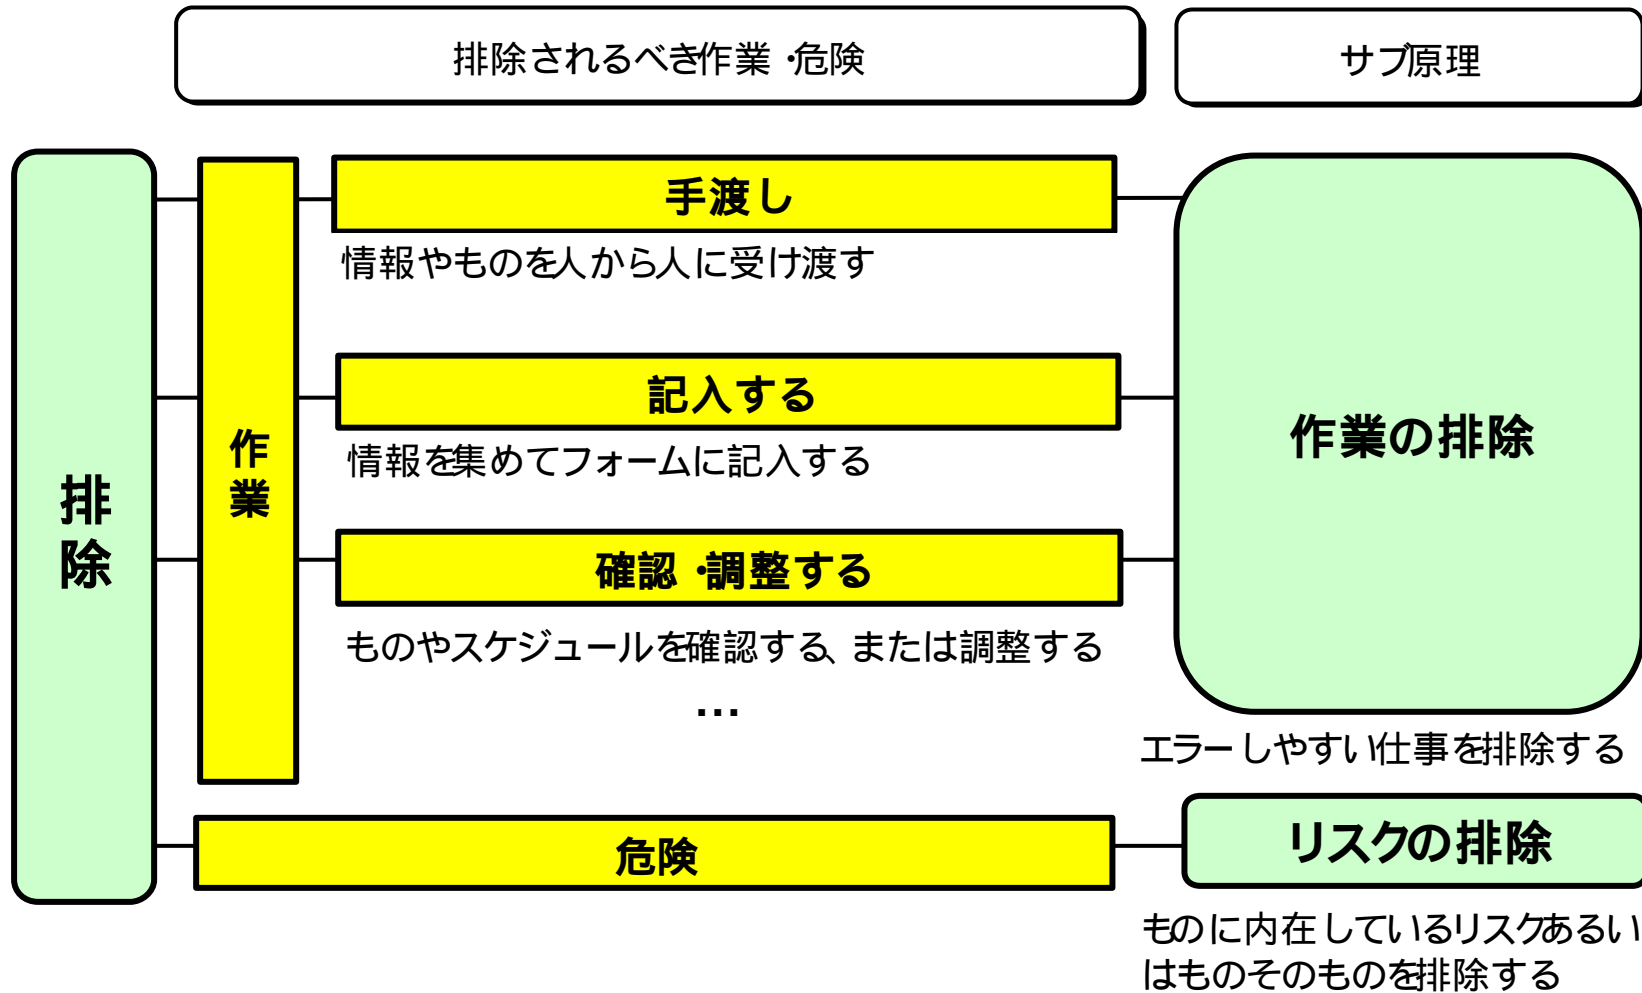 排除されるべき作業・危険
サブ原理
排除
作業
手渡し
情報やものを人から人に受け渡す
記入する
情報を集めてフォームに記入する
確認・調整する
ものやスケジュールを確認する、または調整する
…
作業の排除
エラーしやすい仕事を排除する
危険
リスクの排除
ものに内在しているリスクあるい
はものそのものを排除する